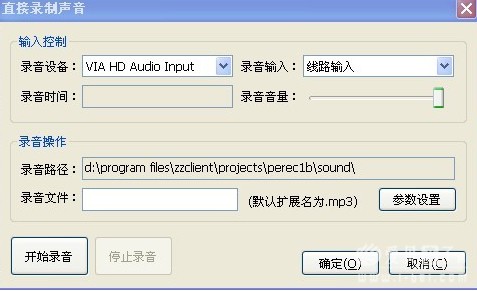 直接录制声音
输入控制
录音设备： VIA HD Audio Input 录音输入： 线路输入
录音时间： 录音音量：
录音操作
录音路径： d:\program files\zzclient\projects\perec1b\sound\
录音文件： (默认扩展名为.mp3) 参数设置
开始录音 停止录音 确定(O) 取消(C)